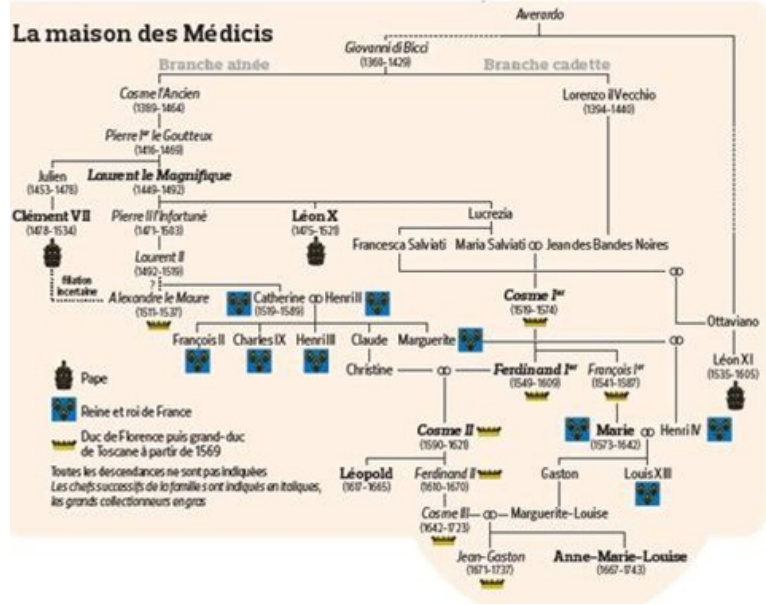 La maison des Médicis
Averardo
Giovanni di Bicci
(1360-1429)
Branche aînée
Branche cadette
Cosme l'Ancien
(1389-1464)
Lorenzo il Vecchio
(1394-1440)
Pierre Iᵉʳ le Goutteux
(1416-1469)
Julien
(1453-1478)
Laurent le Magnifique
(1449-1492)
Clément VII
(1478-1534)
Pierre II l'Infortuné
(1471-1503)
Léon X
(1475-1521)
Lucrezia
Francesca Salviati
Maria Salviati
Jean des Bandes Noires
Laurent II
(1492-1519)
?
filiation
incertaine
Alexandre le Maure
(1511-1537)
Catherine
(1519-1589)
Henri II
Cosme Iᵉʳ
(1519-1574)
Ottaviano
François II
Charles IX
Henri III
Claude
Marguerite
Léon XI
(1535-1605)
Christine
Ferdinand Iᵉʳ
(1549-1609)
François Iᵉʳ
(1541-1587)
Pape
Reine et roi de France
Duc de Florence puis grand-duc
de Toscane à partir de 1569
Cosme II
(1590-1621)
Marie
(1573-1642)
Henri IV
Toutes les descendances ne sont pas indiquées
Les chefs successifs de la famille sont indiqués en italiques,
les grands collectionneurs en gras
Léopold
(1617-1665)
Ferdinand II
(1610-1670)
Gaston
Louis XIII
Cosme III
(1642-1723)
Marguerite-Louise
Jean-Gaston
(1671-1737)
Anne-Marie-Louise
(1667-1743)